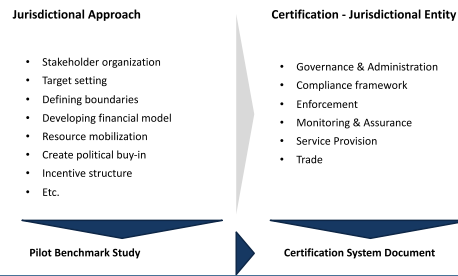 Jurisdictional Approach
• Stakeholder organization
• Target setting
• Defining boundaries
• Developing financial model
• Resource mobilization
• Create political buy-in
• Incentive structure
• Etc.
Pilot Benchmark Study
Certification - Jurisdictional Entity
• Governance & Administration
• Compliance framework
• Enforcement
• Monitoring & Assurance
• Service Provision
• Trade
Certification System Document